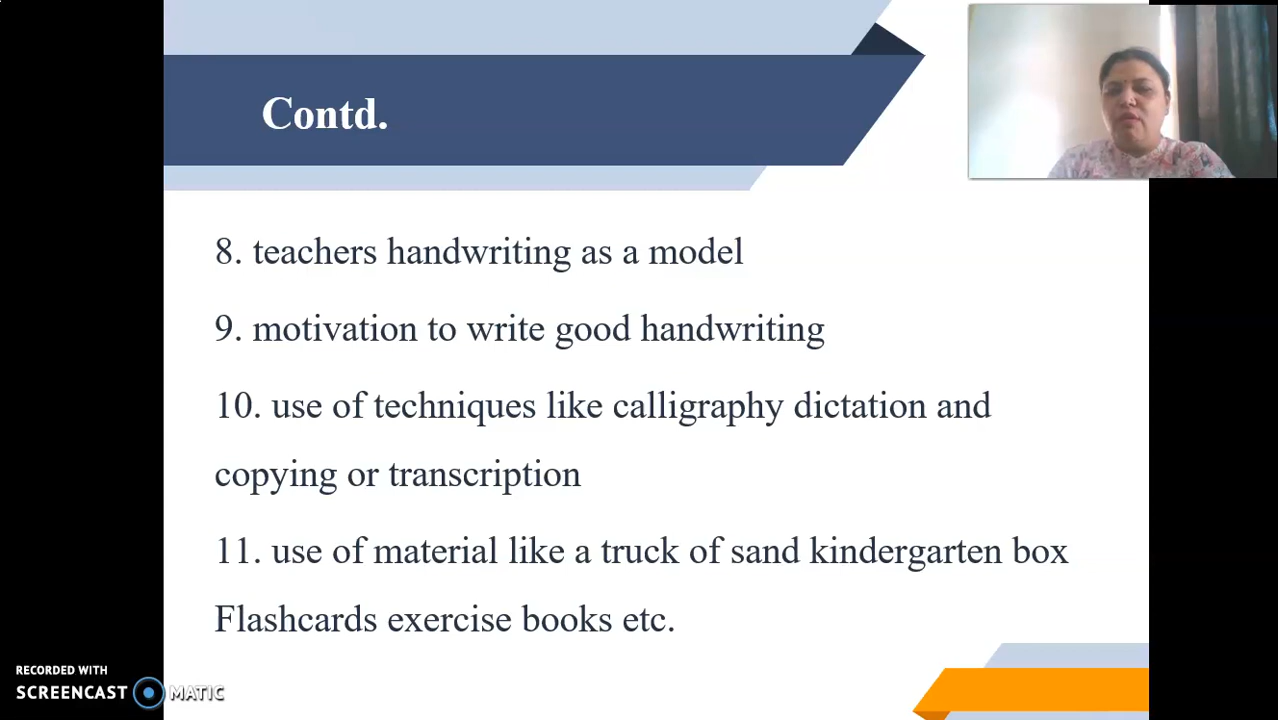 Contd.
8. teachers handwriting as a model
9. motivation to write good handwriting
10. use of techniques like calligraphy dictation and
copying or transcription
11. use of material like a truck of sand kindergarten box
Flashcards exercise books etc.
RECORDED WITH
SCREENCAST MATIC